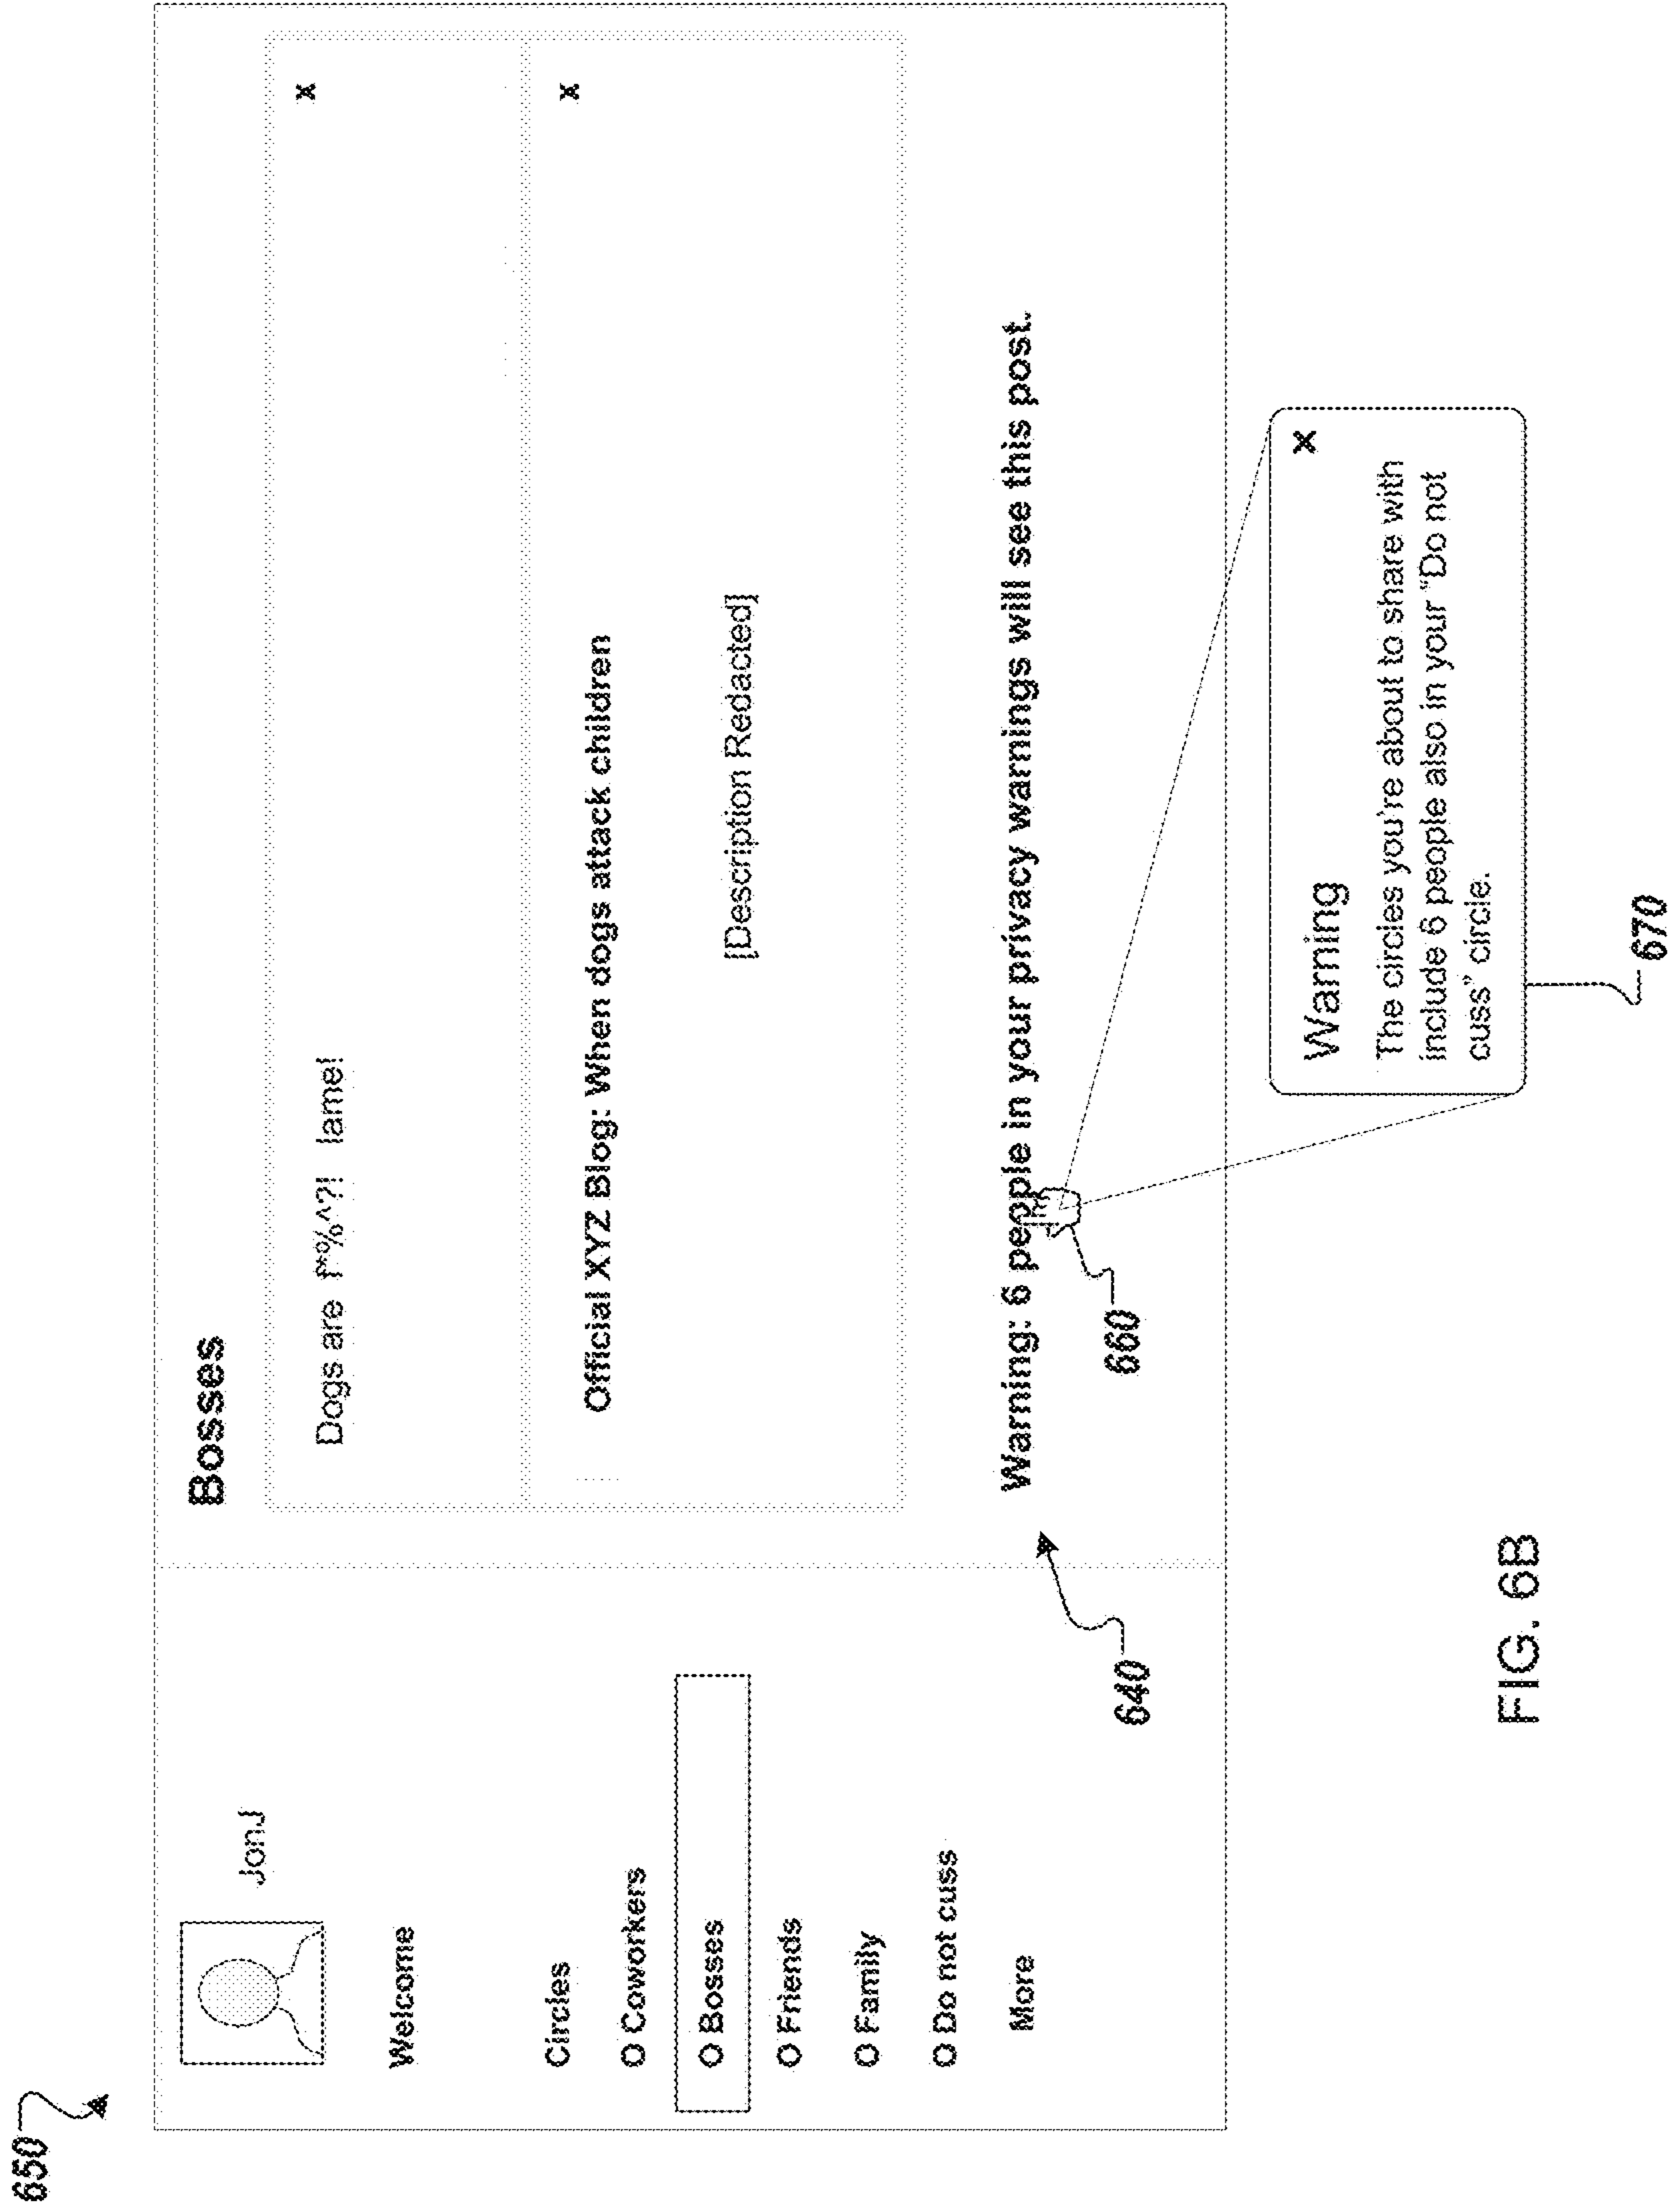 650
JonJ
Welcome
Circles
O Coworkers
O Bosses
O Friends
O Family
O Do not cuss
More
Bosses
x
Dogs are f*%^?! lame!
x
Official XYZ Blog: When dogs attack children
[Description Redacted]
Warning: 6 people in your privacy warnings will see this post.
640
660
Warning
x
The circles you're about to share with
include 6 people also in your "Do not
cuss" circle.
670
FIG. 6B